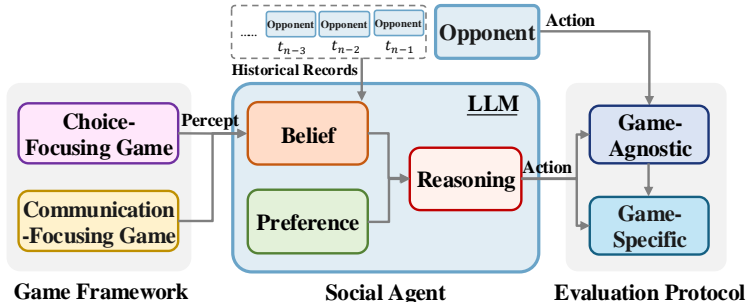 ...... Opponent Opponent Opponent
t_{n-3} t_{n-2} t_{n-1}
Historical Records
Opponent
Action
LLM
Choice-
Focusing Game
Percept
Communication
-Focusing Game
Belief
Preference
Reasoning
Action
Game-
Agnostic
Game-
Specific
Game Framework
Social Agent
Evaluation Protocol